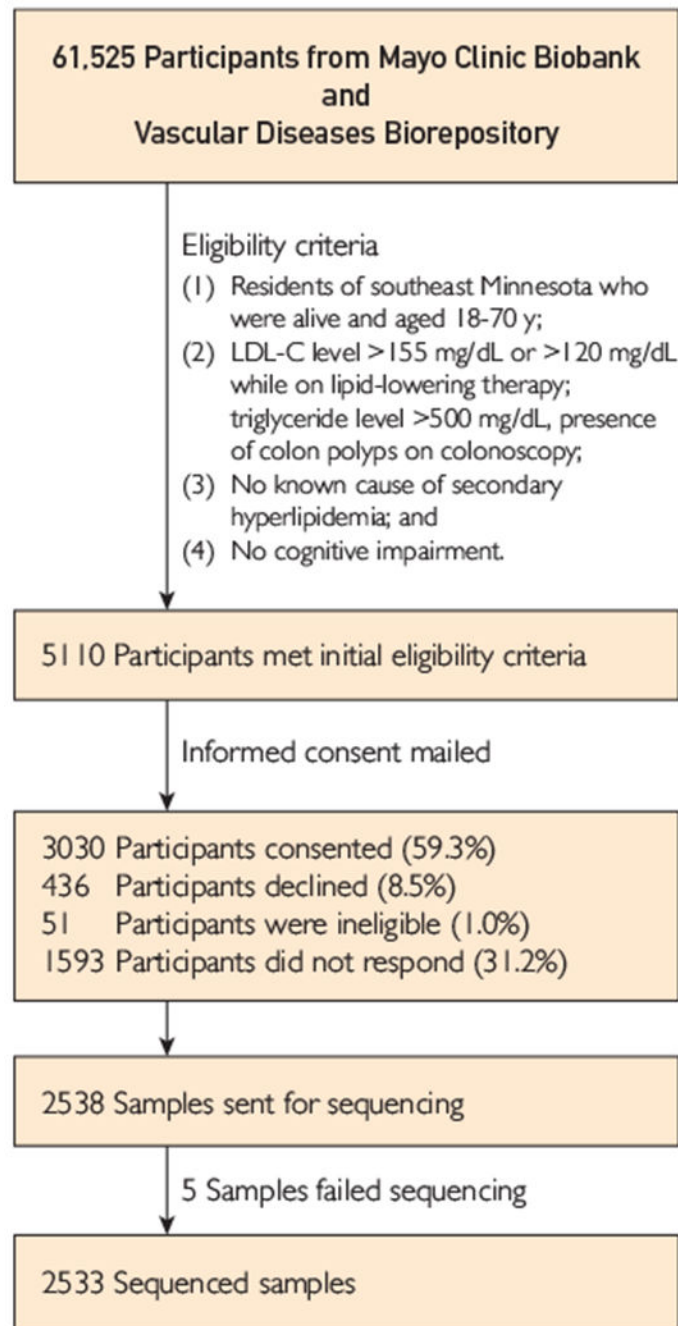 61,525 Participants from Mayo Clinic Biobank
and
Vascular Diseases Biorepository
Eligibility criteria
(1) Residents of southeast Minnesota who
were alive and aged 18-70 y;
(2) LDL-C level >155 mg/dL or >120 mg/dL
while on lipid-lowering therapy;
triglyceride level >500 mg/dL, presence
of colon polyps on colonoscopy;
(3) No known cause of secondary
hyperlipidemia; and
(4) No cognitive impairment.
5110 Participants met initial eligibility criteria
Informed consent mailed
3030 Participants consented (59.3%)
436 Participants declined (8.5%)
51 Participants were ineligible (1.0%)
1593 Participants did not respond (31.2%)
2538 Samples sent for sequencing
5 Samples failed sequencing
2533 Sequenced samples